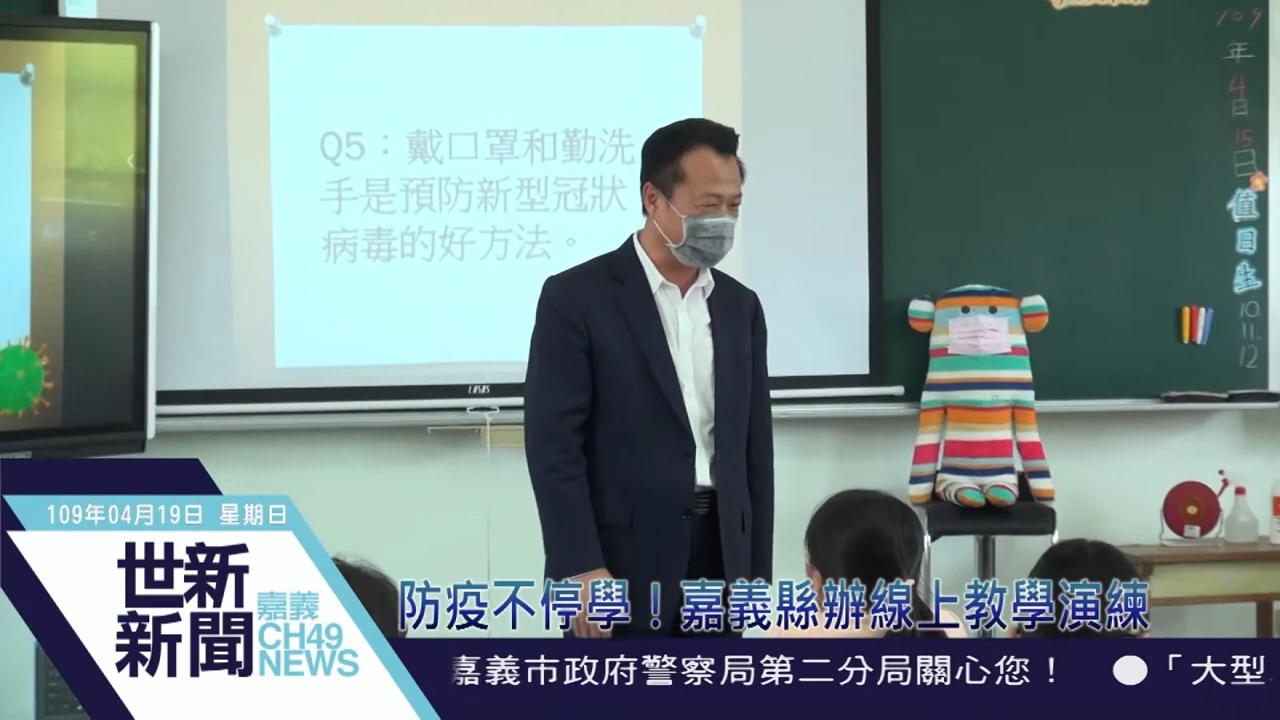 Q5：戴口罩和勤洗
手是預防新型冠狀
病毒的好方法。
109
年
4
15
日
值
日
生
10.
11.
12
109年04月19日 星期日
世新
新聞
嘉義
CH49
NEWS
防疫不停學！嘉義縣辦線上教學演練
嘉義市政府警察局第二分局關心您！ ●「大型